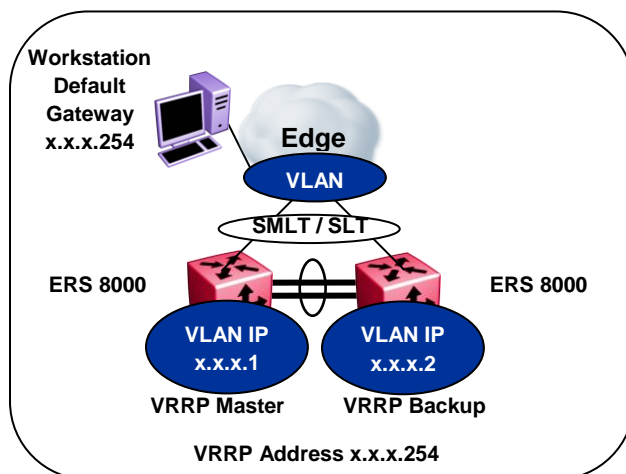 Workstation
Default
Gateway
x.x.x.254
Edge
VLAN
SMLT / SLT
ERS 8000
ERS 8000
VLAN IP
x.x.x.1
VLAN IP
x.x.x.2
VRRP Master
VRRP Backup
VRRP Address x.x.x.254